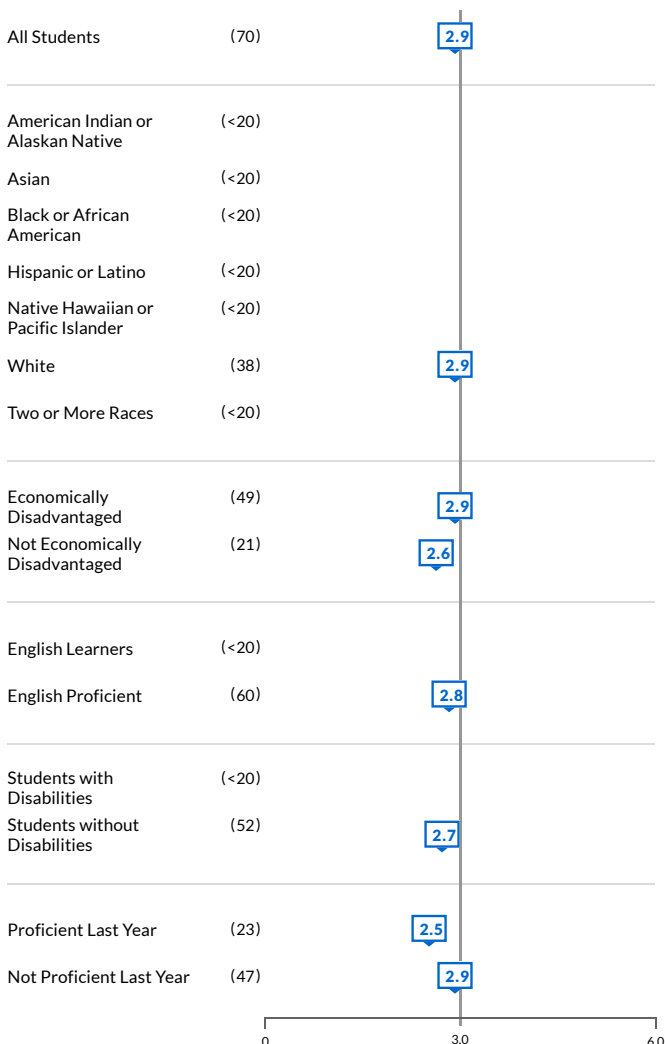 All Students (70) 2.9
American Indian or (<20)
Alaskan Native
Asian (<20)
Black or African (<20)
American
Hispanic or Latino (<20)
Native Hawaiian or (<20)
Pacific Islander
White (38) 2.9
Two or More Races (<20)
Economically (49) 2.9
Disadvantaged
Not Economically (21) 2.6
Disadvantaged
English Learners (<20)
English Proficient (60) 2.8
Students with (<20)
Disabilities
Students without (52) 2.7
Disabilities
Proficient Last Year (23) 2.5
Not Proficient Last Year (47) 2.9
0 3.0 6.0